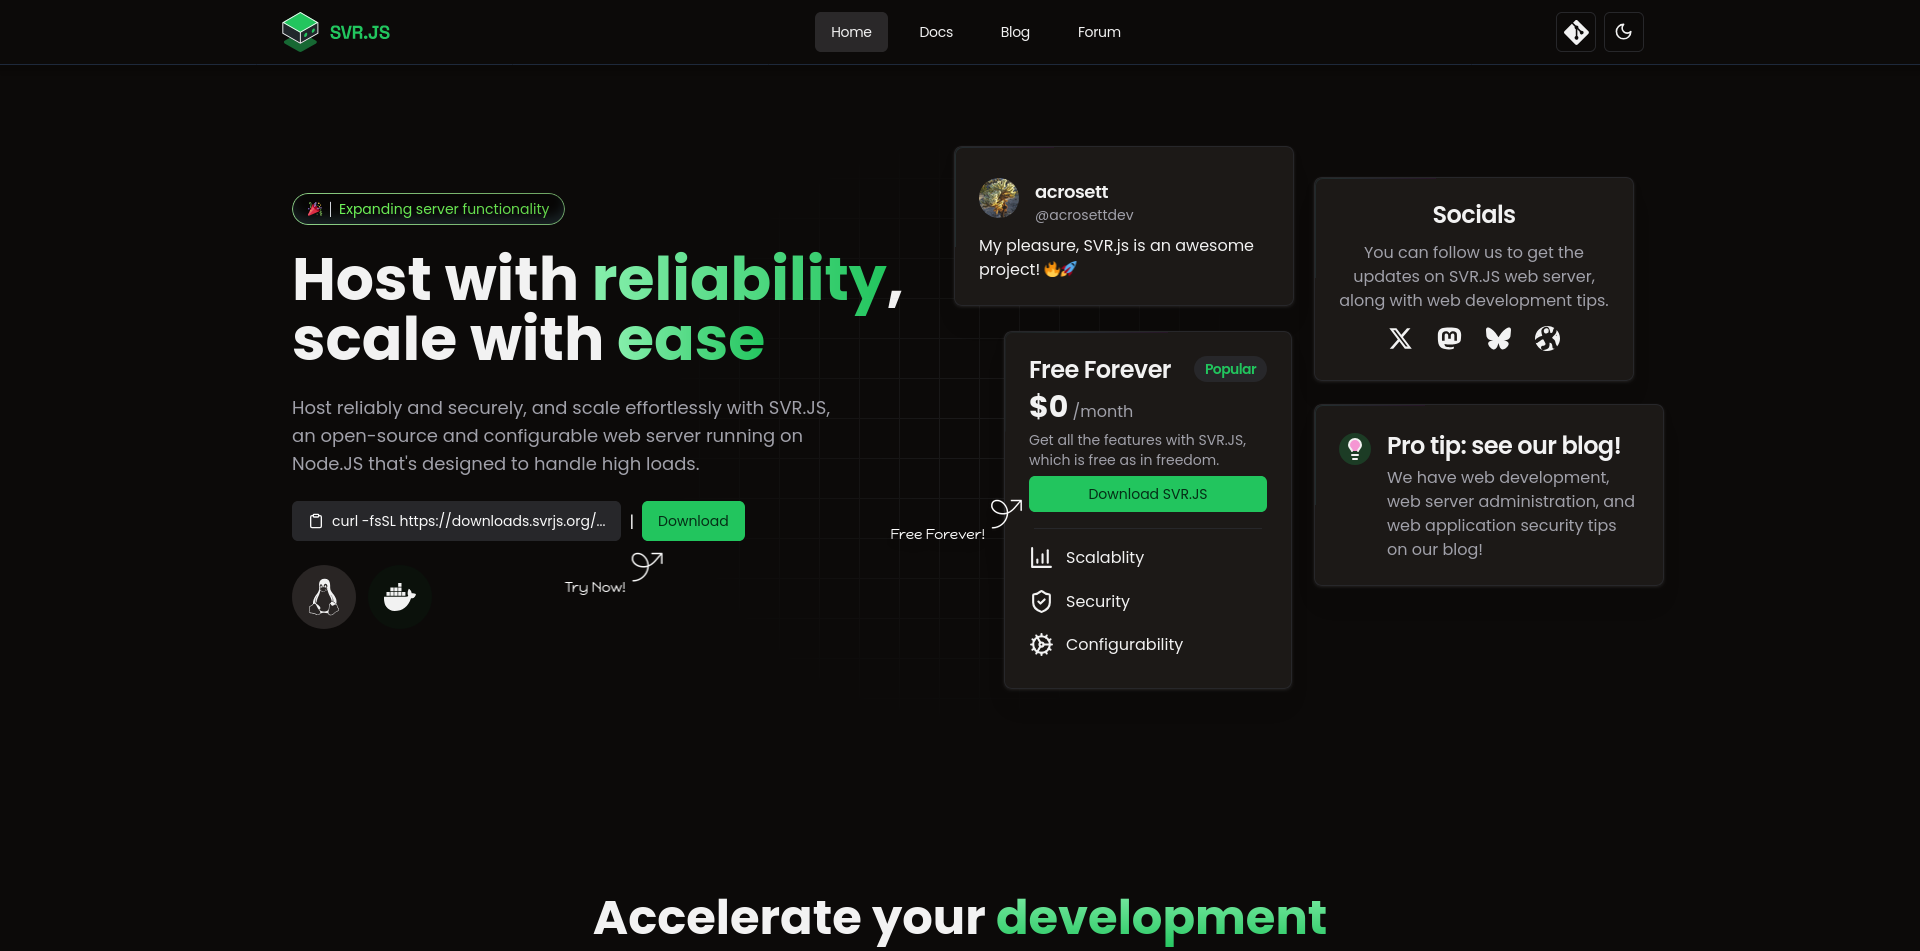 SVR.JS
Home
Docs
Blog
Forum
🎉 | Expanding server functionality
Host with reliability,
scale with ease
Host reliably and securely, and scale effortlessly with SVR.JS,
an open-source and configurable web server running on
Node.JS that's designed to handle high loads.
curl -fsSL https://downloads.svrjs.org/...
|
Download
Try Now!
acrosett
@acrosettdev
My pleasure, SVR.js is an awesome
project! 🔥🚀
Free Forever
Popular
$0 /month
Get all the features with SVR.JS,
which is free as in freedom.
Download SVR.JS
Free Forever!
Scalablity
Security
Configurability
Socials
You can follow us to get the
updates on SVR.JS web server,
along with web development tips.
Pro tip: see our blog!
We have web development,
web server administration, and
web application security tips
on our blog!
Accelerate your development